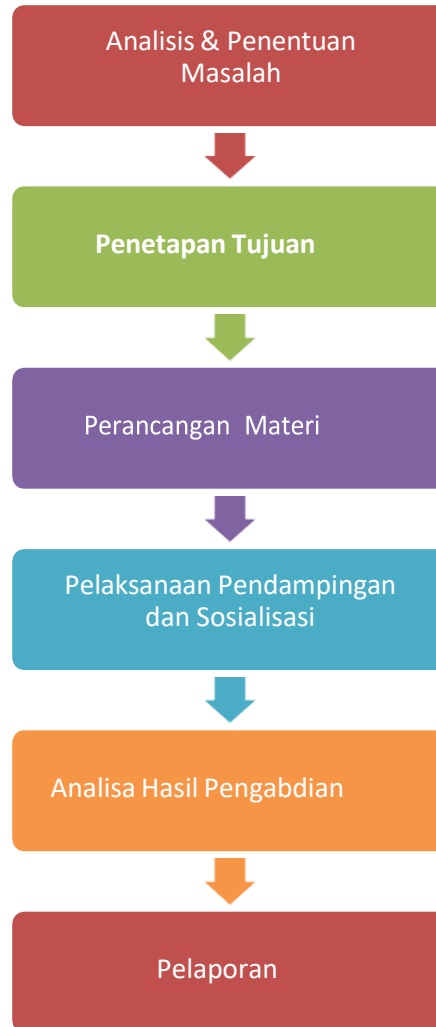 Analisis & Penentuan
Masalah
Penetapan Tujuan
Perancangan Materi
Pelaksanaan Pendampingan
dan Sosialisasi
Analisa Hasil Pengabdian
Pelaporan